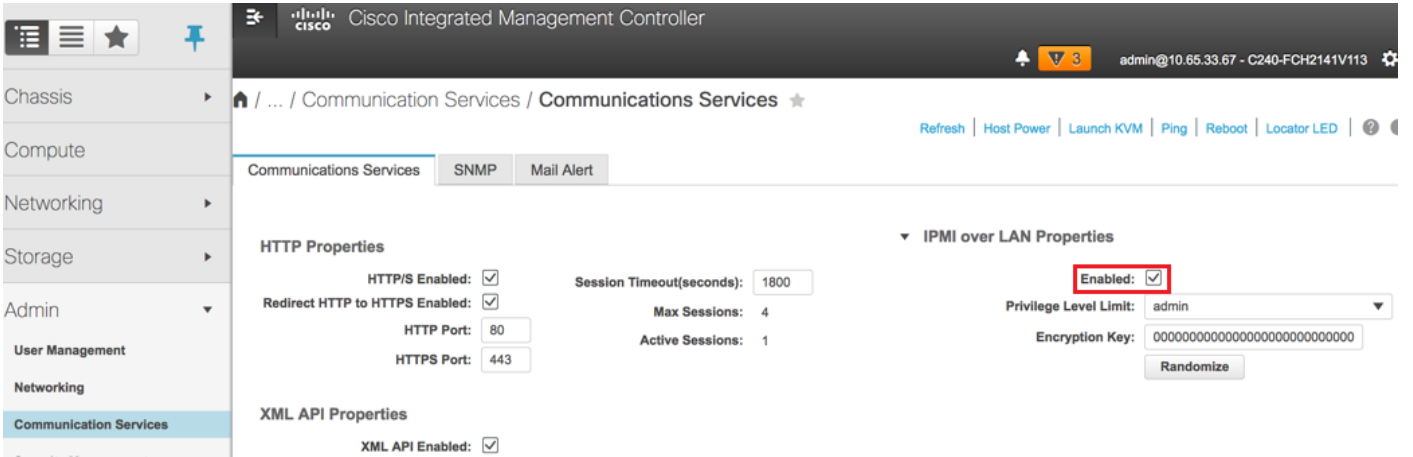 cisco Cisco Integrated Management Controller
3 admin@10.65.33.67 - C240-FCH2141V113
Chassis
Compute
Networking
Storage
Admin
User Management
Networking
Communication Services
/ ... / Communication Services / Communications Services
Refresh | Host Power | Launch KVM | Ping | Reboot | Locator LED | ?
Communications Services SNMP Mail Alert
HTTP Properties
HTTP/S Enabled:
Redirect HTTP to HTTPS Enabled:
HTTP Port: 80
HTTPS Port: 443
Session Timeout(seconds): 1800
Max Sessions: 4
Active Sessions: 1
IPMI over LAN Properties
Enabled:
Privilege Level Limit: admin
Encryption Key: 0000000000000000000000000000
Randomize
XML API Properties
XML API Enabled: